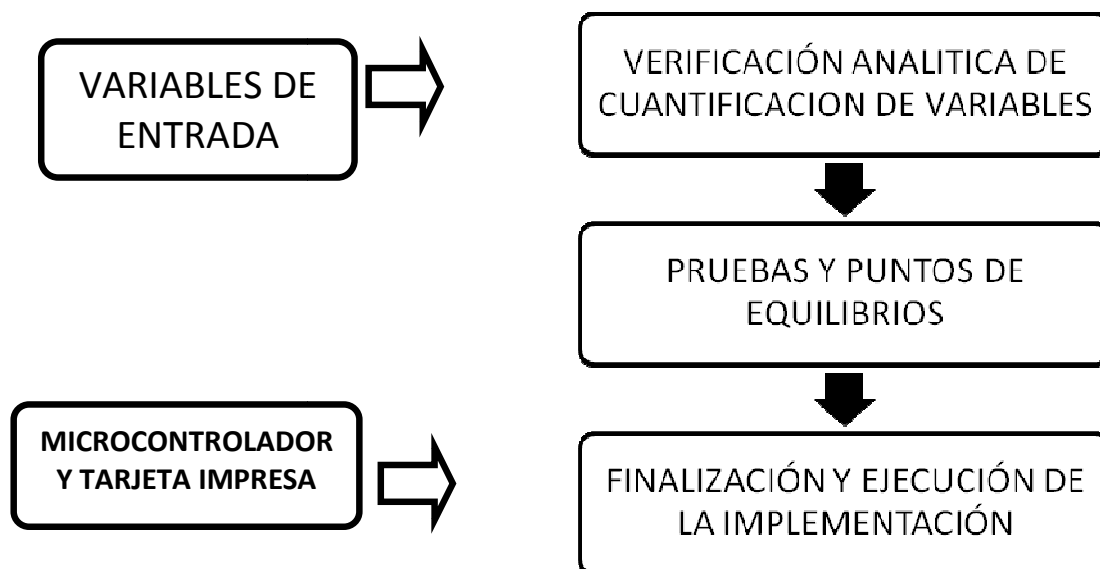 VARIABLES DE
ENTRADA
VERIFICACIÓN ANALITICA DE
CUANTIFICACION DE VARIABLES
PRUEBAS Y PUNTOS DE
EQUILIBRIOS
MICROCONTROLADOR
Y TARJETA IMPRESA
FINALIZACIÓN Y EJECUCIÓN DE
LA IMPLEMENTACIÓN